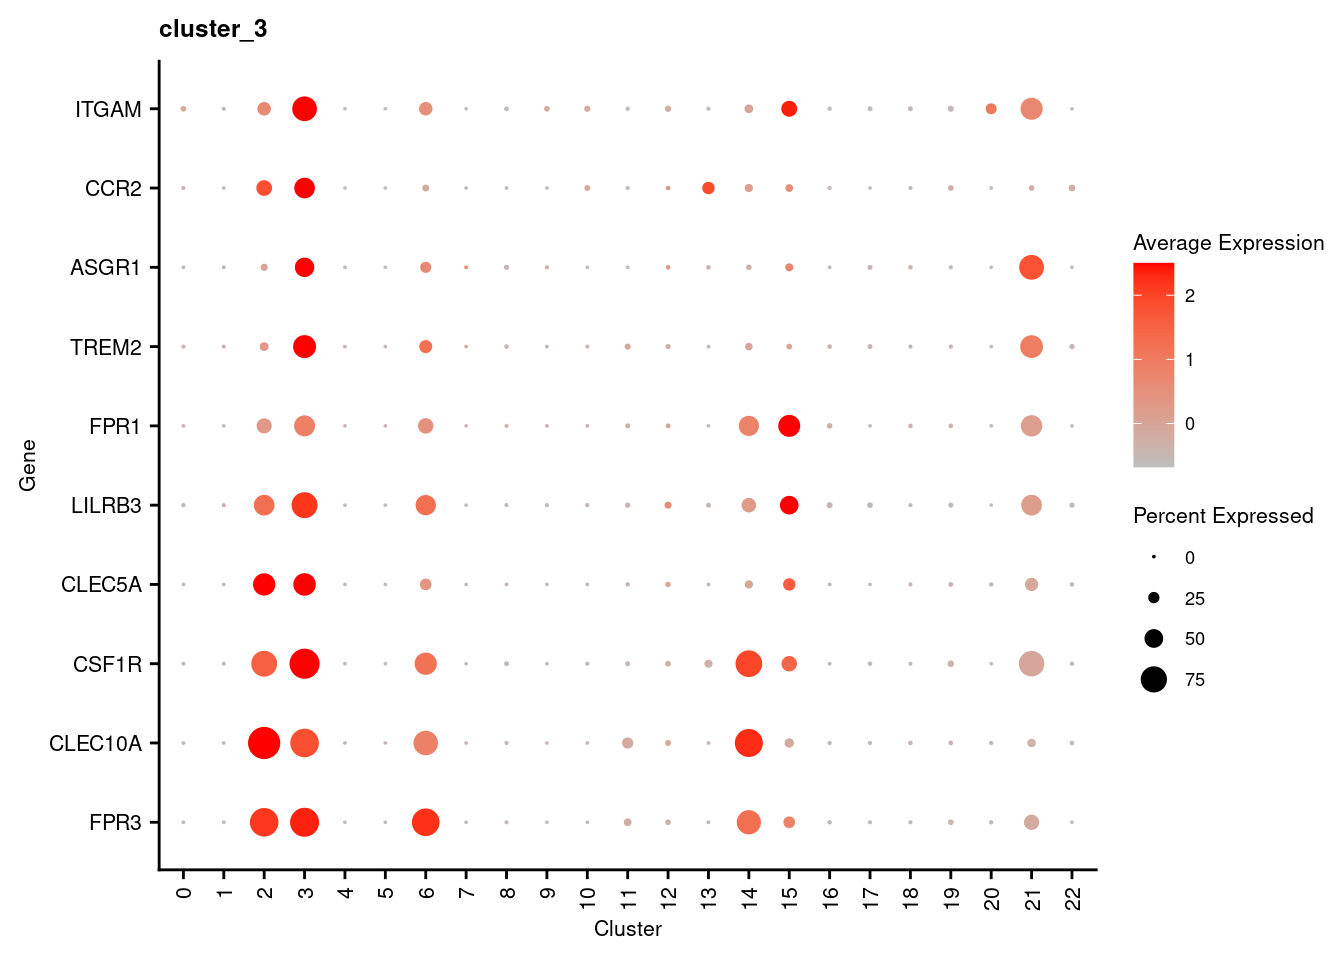 cluster_3
ITGAM
CCR2
ASGR1
TREM2
FPR1
LILRB3
CLEC5A
CSF1R
CLEC10A
FPR3
Gene
0 1 2 3 4 5 6 7 8 9 10 11 12 13 14 15 16 17 18 19 20 21 22
Cluster
Average Expression
2
1
0
Percent Expressed
0
25
50
75